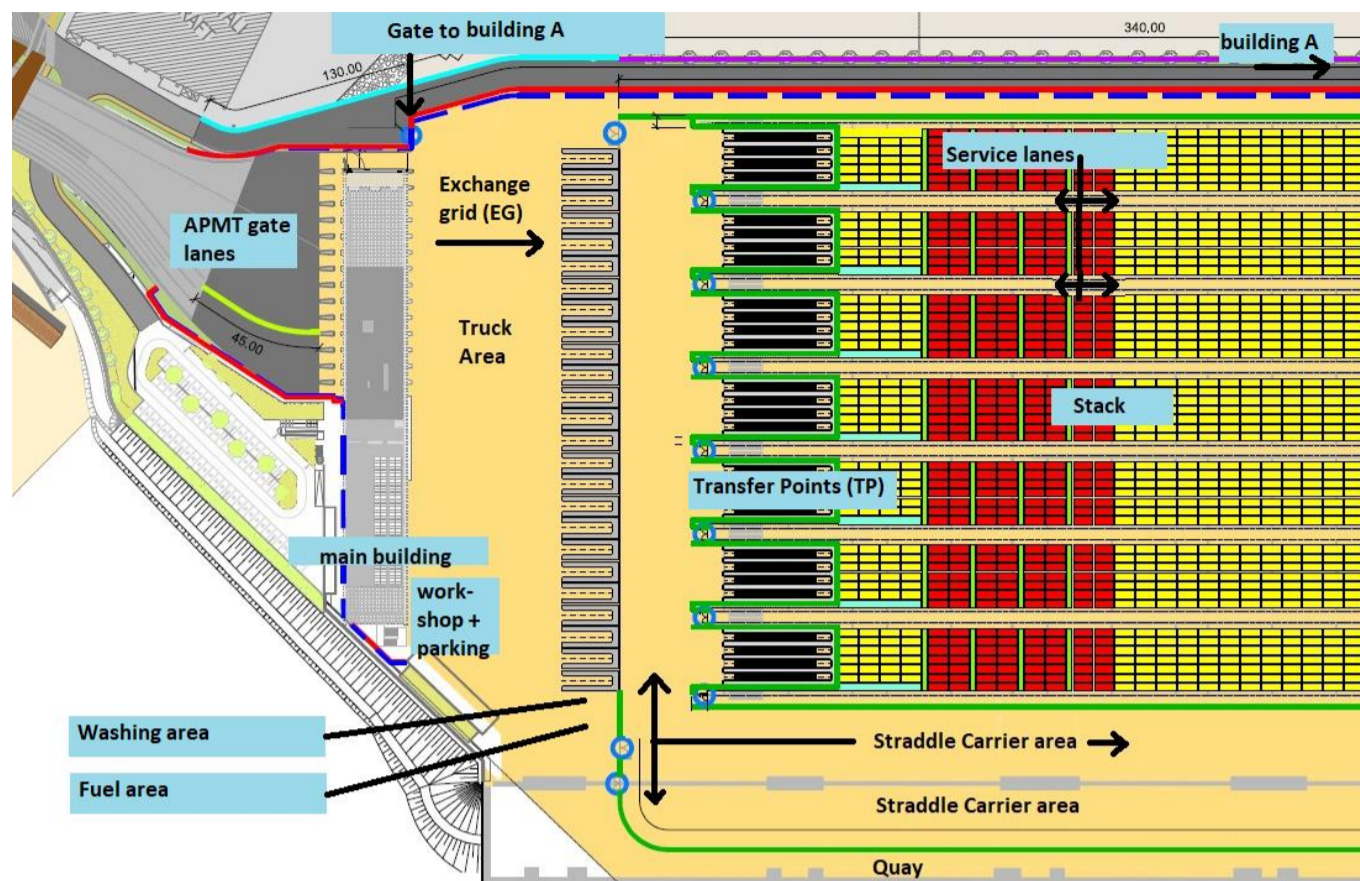 Gate to building A
340,00
building A
130.00
Service lanes
Exchange
grid (EG)
APMT gate
lanes
Truck
Area
45.00
Stack
Transfer Points (TP)
main building
work-
shop +
parking
Washing area
Straddle Carrier area
Fuel area
Straddle Carrier area
Quay